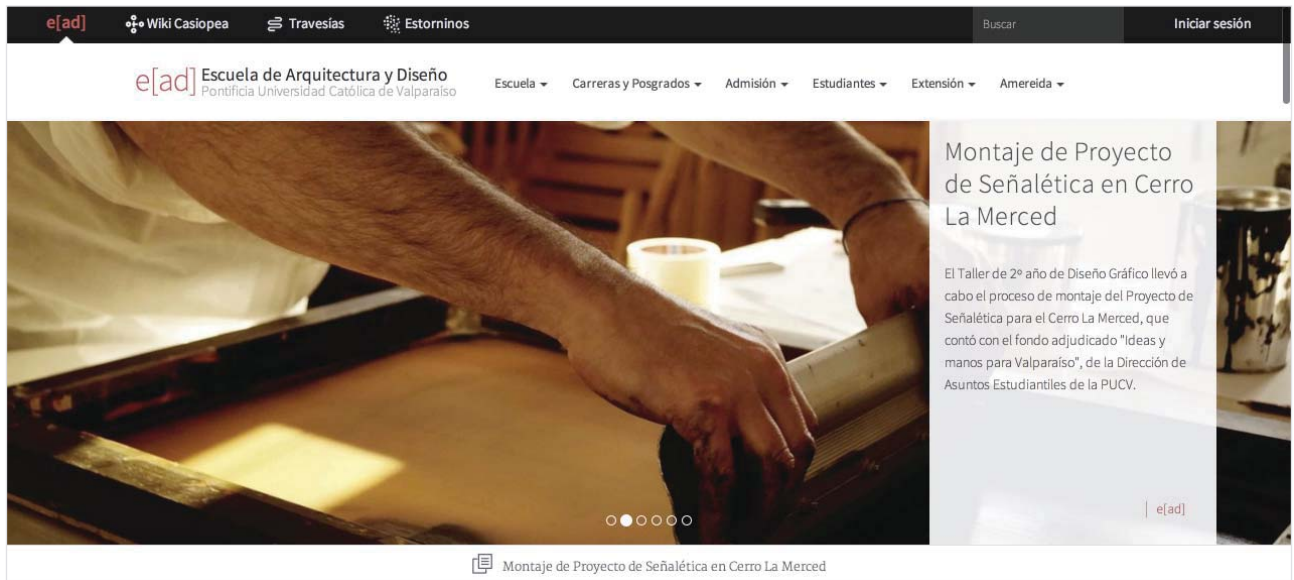 e[ad] Wiki Casiopea Travesías Estorninos Buscar Iniciar sesión
e[ad] Escuela de Arquitectura y Diseño
Pontificia Universidad Católica de Valparaíso
Escuela Carreras y Posgrados Admisión Estudiantes Extensión Amereida
Montaje de Proyecto
de Señalética en Cerro
La Merced
El Taller de 2º año de Diseño Gráfico llevó a
cabo el proceso de montaje del Proyecto de
Señalética para el Cerro La Merced, que
contó con el fondo adjudicado "Ideas y
manos para Valparaíso", de la Dirección de
Asuntos Estudiantiles de la PUCV.
e[ad]
Montaje de Proyecto de Señalética en Cerro La Merced